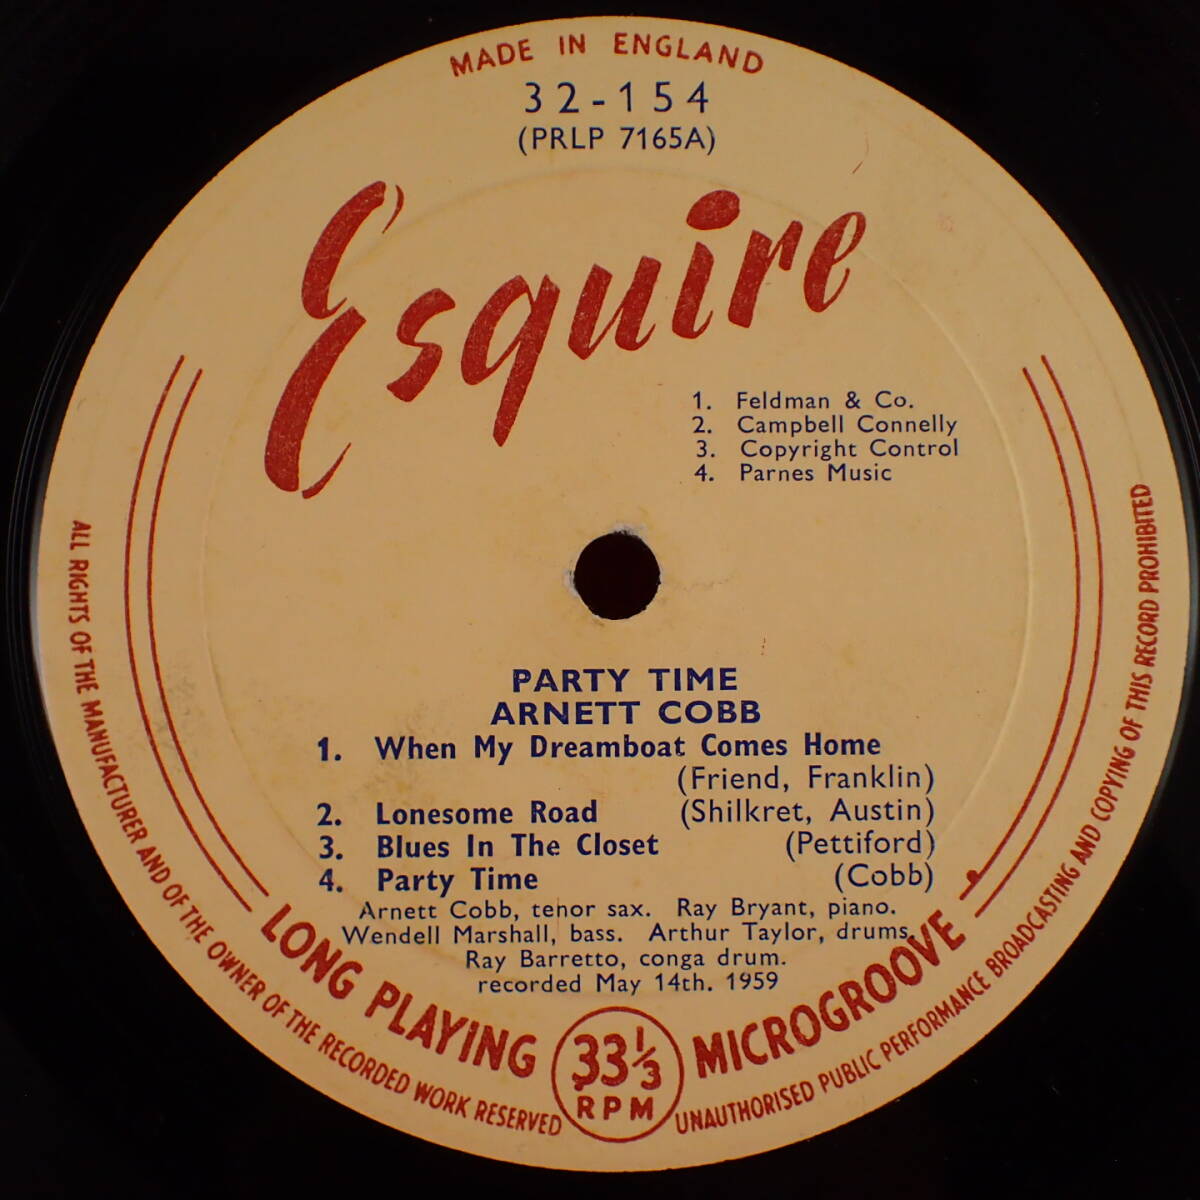 MADE IN ENGLAND
32-154
(PRLP 7165A)
Esquire
1. Feldman & Co.
2. Campbell Connelly
3. Copyright Control
4. Parnes Music
PARTY TIME
ARNETT COBB
1. When My Dreamboat Comes Home
(Friend, Franklin)
2. Lonesome Road (Shilkret, Austin)
3. Blues In The Closet (Pettiford)
4. Party Time (Cobb)
Arnett Cobb, tenor sax. Ray Bryant, piano.
Wendell Marshall, bass. Arthur Taylor, drums.
Ray Barretto, conga drum.
recorded May 14th. 1959
LONG PLAYING 33⅓ RPM MICROGROOVE
ALL RIGHTS OF THE MANUFACTURER AND OF THE OWNER OF THE RECORDED WORK RESERVED
UNAUTHORISED PUBLIC PERFORMANCE BROADCASTING AND COPYING OF THIS RECORD PROHIBITED